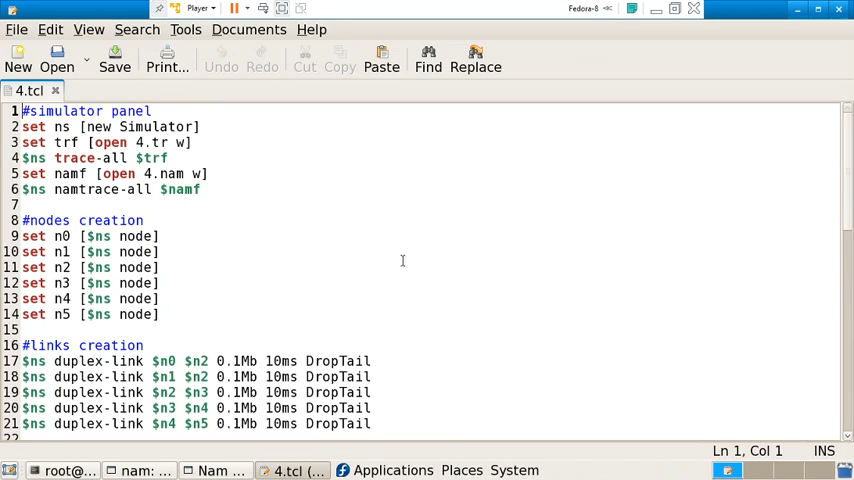 Player
Fedora-8
File Edit View Search Tools Documents Help
New Open Save Print... Undo Redo Cut Copy Paste Find Replace
4.tcl
1 #simulator panel
2 set ns [new Simulator]
3 set trf [open 4.tr w]
4 $ns trace-all $trf
5 set namf [open 4.nam w]
6 $ns namtrace-all $namf
7
8 #nodes creation
9 set n0 [$ns node]
10 set n1 [$ns node]
11 set n2 [$ns node]
12 set n3 [$ns node]
13 set n4 [$ns node]
14 set n5 [$ns node]
15
16 #links creation
17 $ns duplex-link $n0 $n2 0.1Mb 10ms DropTail
18 $ns duplex-link $n1 $n2 0.1Mb 10ms DropTail
19 $ns duplex-link $n2 $n3 0.1Mb 10ms DropTail
20 $ns duplex-link $n3 $n4 0.1Mb 10ms DropTail
21 $ns duplex-link $n4 $n5 0.1Mb 10ms DropTail
22
Ln 1, Col 1 INS
root@... nam: ... Nam ... 4.tcl (... Applications Places System